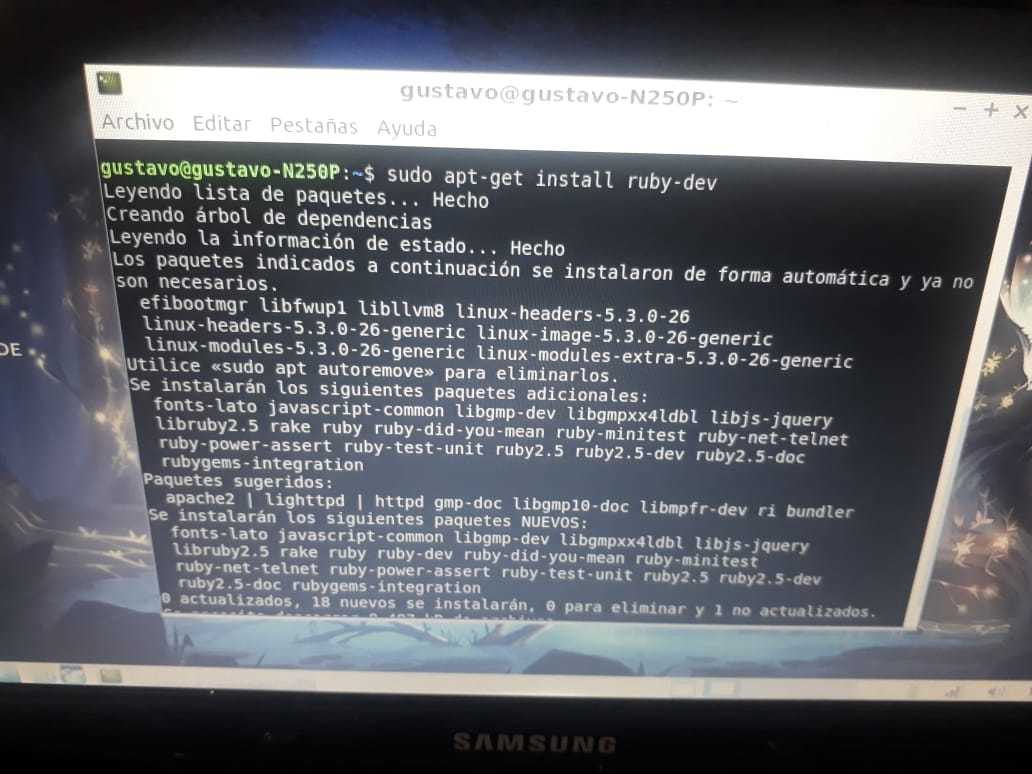 gustavo@gustavo-N250P: ~
Archivo Editar Pestañas Ayuda
gustavo@gustavo-N250P:~$ sudo apt-get install ruby-dev
Leyendo lista de paquetes... Hecho
Creando árbol de dependencias
Leyendo la información de estado... Hecho
Los paquetes indicados a continuación se instalaron de forma automática y ya no
son necesarios.
efibootmgr libfwup1 libllvm8 linux-headers-5.3.0-26
linux-headers-5.3.0-26-generic linux-image-5.3.0-26-generic
linux-modules-5.3.0-26-generic linux-modules-extra-5.3.0-26-generic
Utilice «sudo apt autoremove» para eliminarlos.
Se instalarán los siguientes paquetes adicionales:
fonts-lato javascript-common libgmp-dev libgmpxx4ldbl libjs-jquery
libruby2.5 rake ruby ruby-did-you-mean ruby-minitest ruby-net-telnet
ruby-power-assert ruby-test-unit ruby2.5 ruby2.5-dev ruby2.5-doc
rubygems-integration
Paquetes sugeridos:
apache2 | lighttpd | httpd gmp-doc libgmp10-doc libmpfr-dev ri bundler
Se instalarán los siguientes paquetes NUEVOS:
fonts-lato javascript-common libgmp-dev libgmpxx4ldbl libjs-jquery
libruby2.5 rake ruby ruby-dev ruby-did-you-mean ruby-minitest
ruby-net-telnet ruby-power-assert ruby-test-unit ruby2.5 ruby2.5-dev
ruby2.5-doc rubygems-integration
0 actualizados, 18 nuevos se instalarán, 0 para eliminar y 1 no actualizados.
DE
SAMSUNG